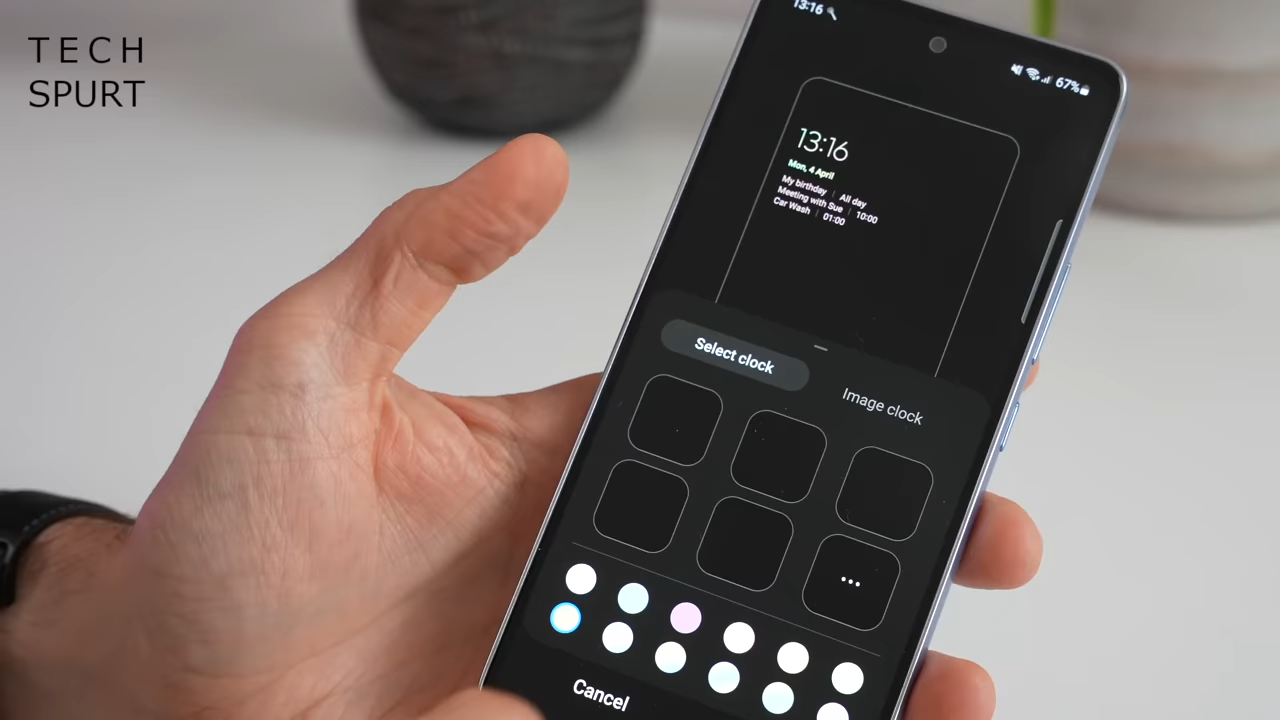 TECH
SPURT
13:16
67%
13:16
Mon, 4 April
My birthday | All day
Meeting with Sue | 10:00
Car Wash | 01:00
Select clock
Image clock
...
Cancel